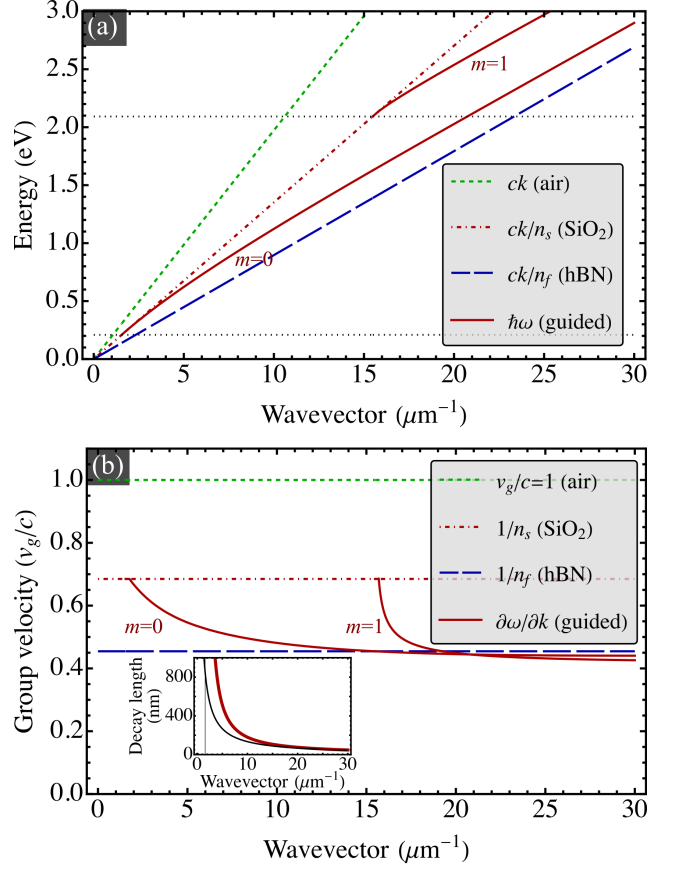 (a)
3.0
2.5
2.0
1.5
1.0
0.5
0.0
Energy (eV)
m=1
m=0
ck (air)
ck/nₛ (SiO₂)
ck/n_f (hBN)
ℏω (guided)
0 5 10 15 20 25 30
Wavevector (μm⁻¹)
(b)
1.0
0.8
0.6
0.4
0.2
0.0
Group velocity (v_g/c)
v_g/c=1 (air)
1/nₛ (SiO₂)
1/n_f (hBN)
∂ω/∂k (guided)
m=0
m=1
Decay length
(nm)
800
400
0
0 10 20 30
Wavevector (μm⁻¹)
0 5 10 15 20 25 30
Wavevector (μm⁻¹)